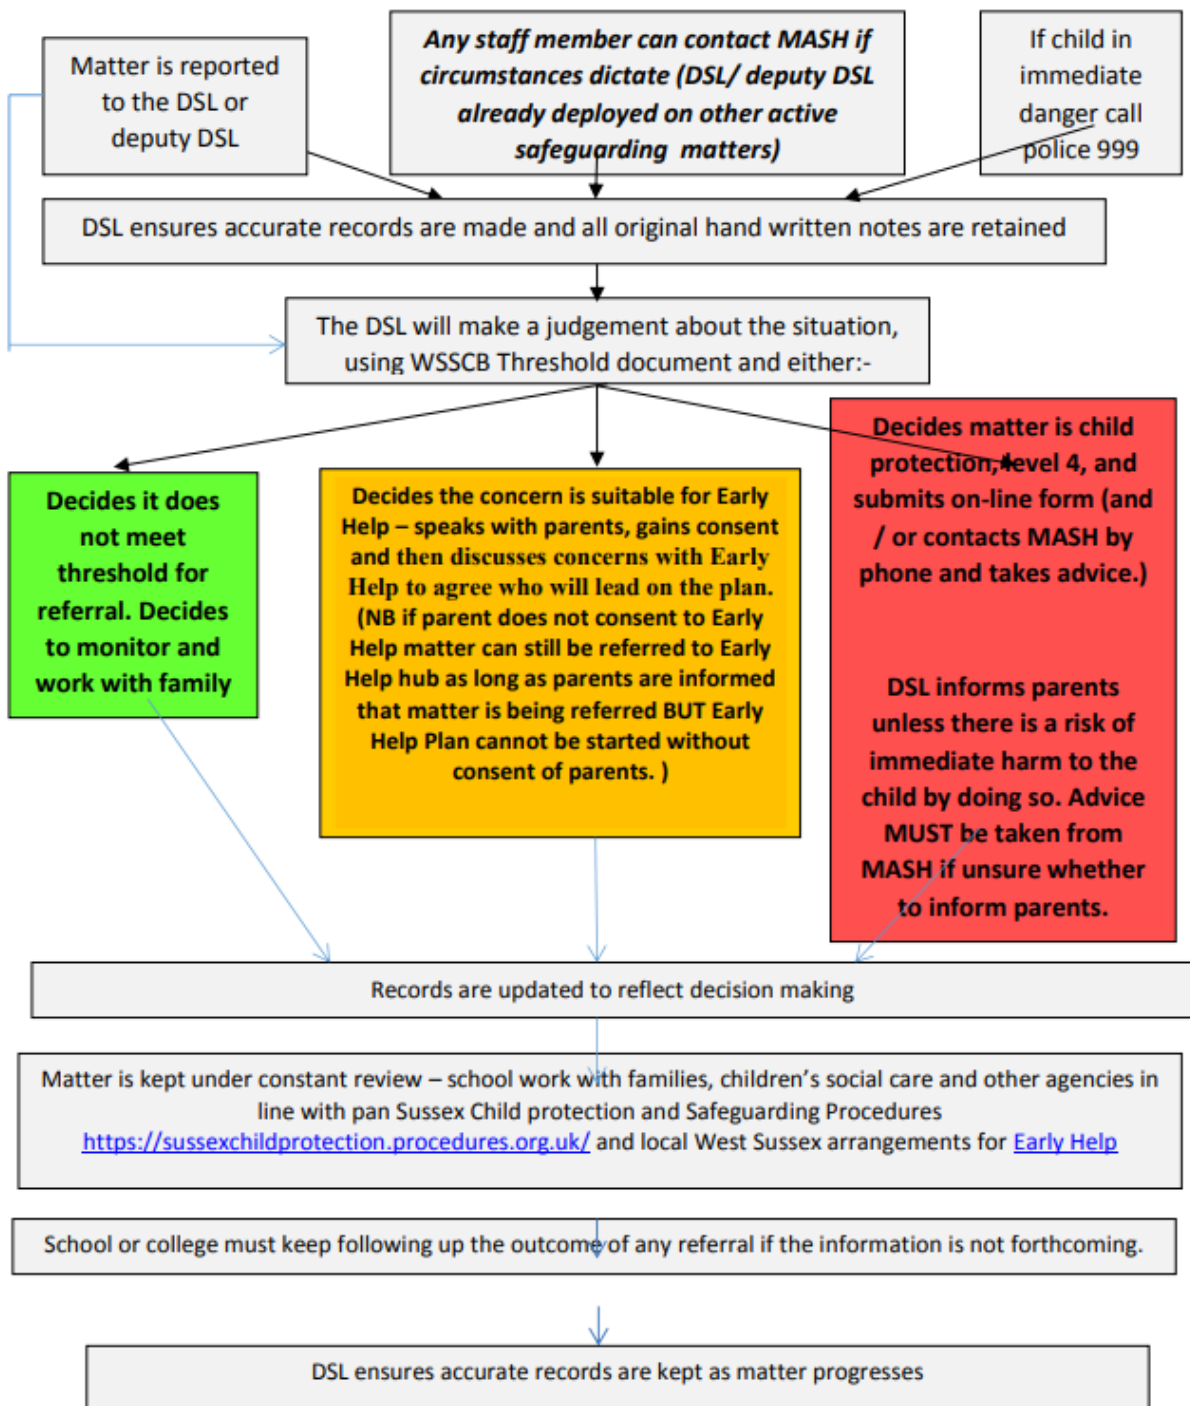 Matter is reported
to the DSL or
deputy DSL
Any staff member can contact MASH if
circumstances dictate (DSL/ deputy DSL
already deployed on other active
safeguarding matters)
If child in
immediate
danger call
police 999
DSL ensures accurate records are made and all original hand written notes are retained
The DSL will make a judgement about the situation,
using WSSCB Threshold document and either:-
Decides it does
not meet
threshold for
referral. Decides
to monitor and
work with family
Decides the concern is suitable for Early
Help – speaks with parents, gains consent
and then discusses concerns with Early
Help to agree who will lead on the plan.
(NB if parent does not consent to Early
Help matter can still be referred to Early
Help hub as long as parents are informed
that matter is being referred BUT Early
Help Plan cannot be started without
consent of parents. )
Decides matter is child
protection, level 4, and
submits on-line form (and
/ or contacts MASH by
phone and takes advice.)
DSL informs parents
unless there is a risk of
immediate harm to the
child by doing so. Advice
MUST be taken from
MASH if unsure whether
to inform parents.
Records are updated to reflect decision making
Matter is kept under constant review – school work with families, children's social care and other agencies in
line with pan Sussex Child protection and Safeguarding Procedures
https://sussexchildprotection.procedures.org.uk/ and local West Sussex arrangements for Early Help
School or college must keep following up the outcome of any referral if the information is not forthcoming.
DSL ensures accurate records are kept as matter progresses